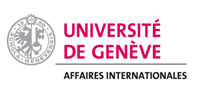 UNIVERSITÉ
DE GENÈVE
AFFAIRES INTERNATIONALES